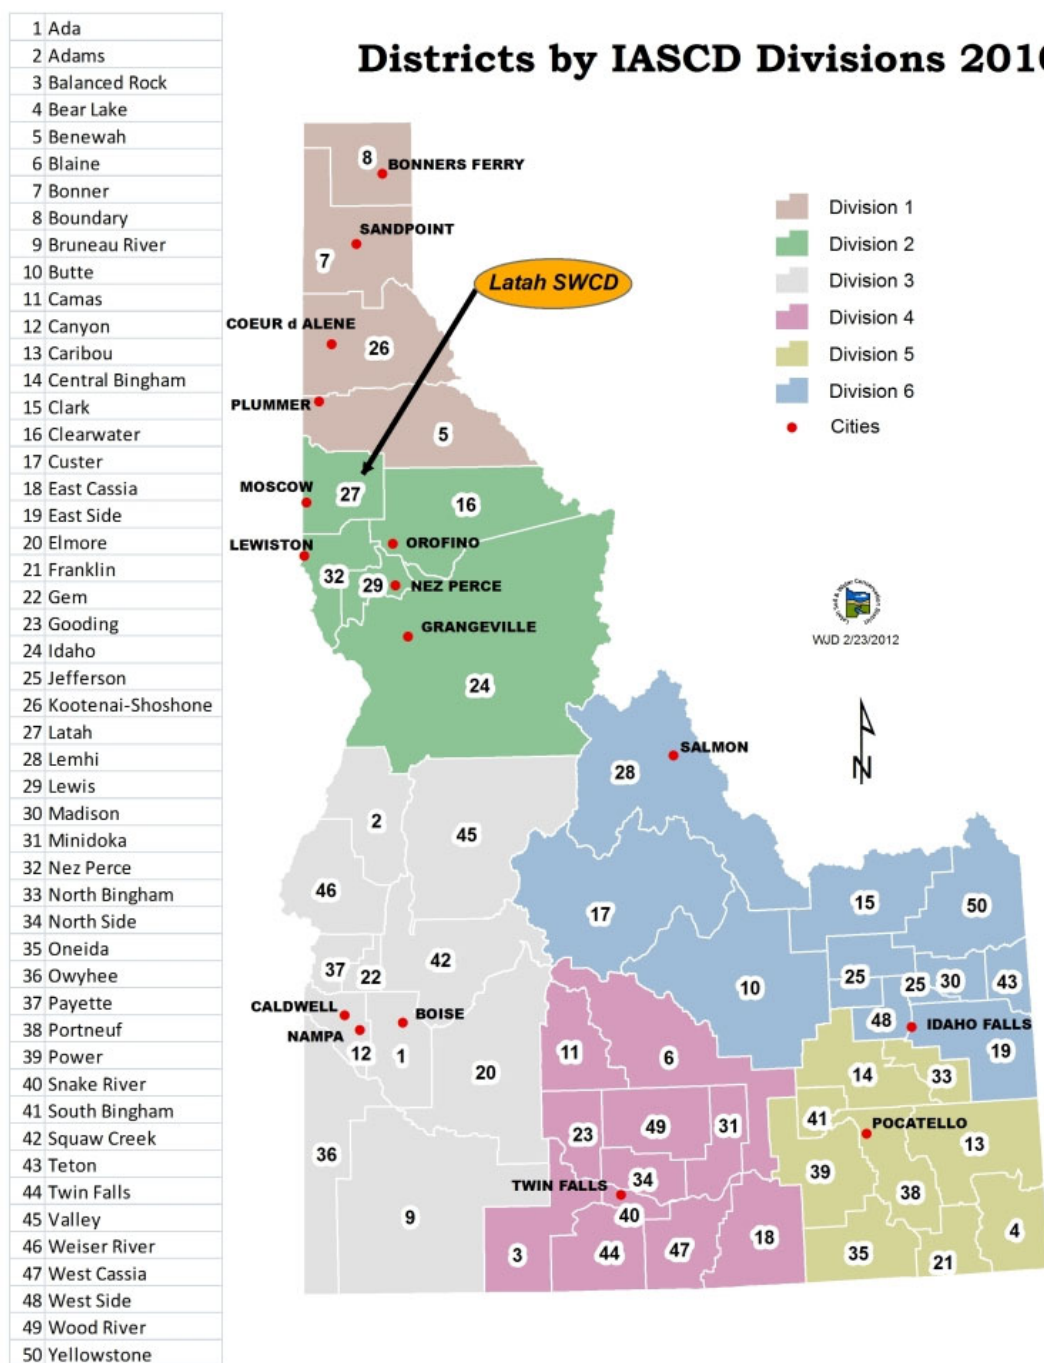 1 Ada
2 Adams
3 Balanced Rock
4 Bear Lake
5 Benewah
6 Blaine
7 Bonner
8 Boundary
9 Bruneau River
10 Butte
11 Camas
12 Canyon
13 Caribou
14 Central Bingham
15 Clark
16 Clearwater
17 Custer
18 East Cassia
19 East Side
20 Elmore
21 Franklin
22 Gem
23 Gooding
24 Idaho
25 Jefferson
26 Kootenai-Shoshone
27 Latah
28 Lemhi
29 Lewis
30 Madison
31 Minidoka
32 Nez Perce
33 North Bingham
34 North Side
35 Oneida
36 Owyhee
37 Payette
38 Portneuf
39 Power
40 Snake River
41 South Bingham
42 Squaw Creek
43 Teton
44 Twin Falls
45 Valley
46 Weiser River
47 West Cassia
48 West Side
49 Wood River
50 Yellowstone
Districts by IASCD Divisions 201
8
BONNERS FERRY
SANDPOINT
7
Latah SWCD
COEUR d ALENE
26
PLUMMER
5
MOSCOW
27
16
LEWISTON
OROFINO
32
29
NEZ PERCE
GRANGEVILLE
24
Division 1
Division 2
Division 3
Division 4
Division 5
Division 6
Cities
Latah Soil & Water Conservation District
WJD 2/23/2012
N
SALMON
28
2
45
46
17
15
50
42
37
22
25
25
30
43
10
CALDWELL
BOISE
NAMPA
48
IDAHO FALLS
12
1
11
6
19
20
14
33
41
POCATELLO
23
49
31
13
36
39
38
34
TWIN FALLS
9
40
3
44
47
18
35
21
4